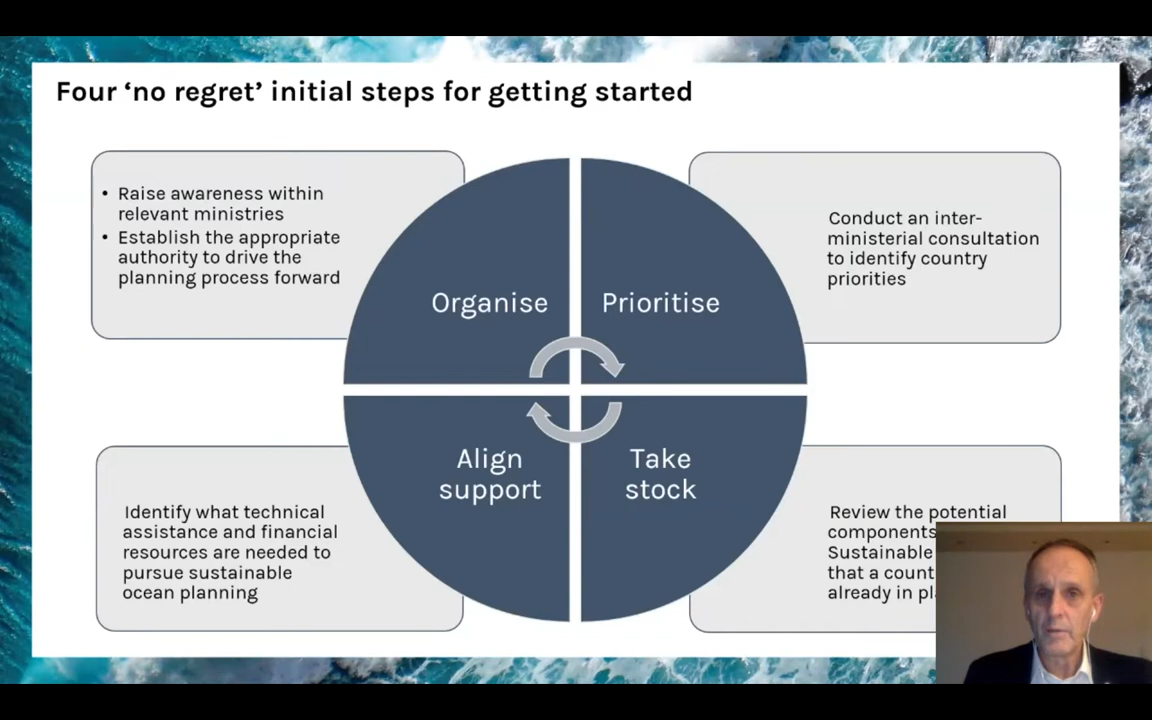 Four ‘no regret’ initial steps for getting started
• Raise awareness within
relevant ministries
• Establish the appropriate
authority to drive the
planning process forward
Organise
Prioritise
Conduct an inter-
ministerial consultation
to identify country
priorities
Align
support
Take
stock
Identify what technical
assistance and financial
resources are needed to
pursue sustainable
ocean planning
Review the potential
components
Sustainable
that a
already in